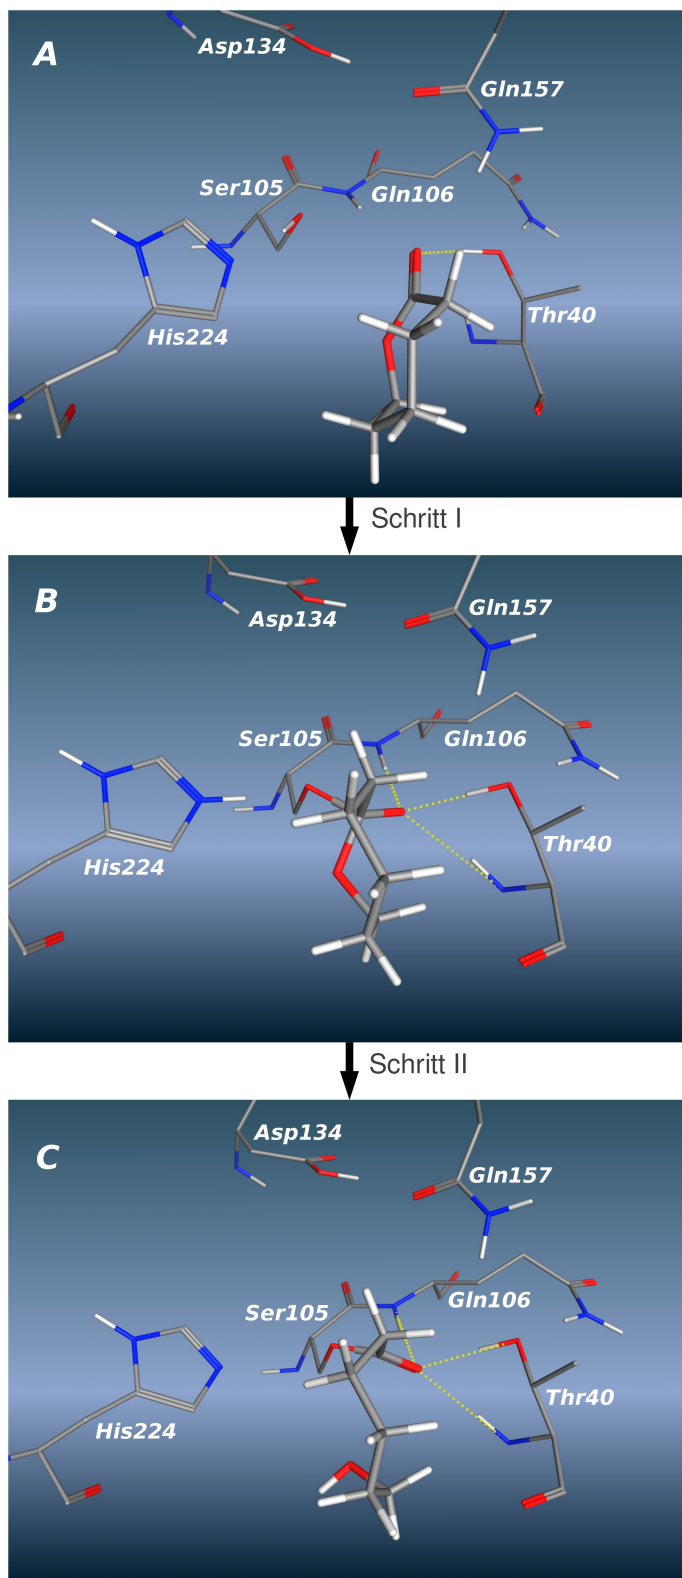 A
Asp134
Gln157
Ser105
Gln106
His224
Thr40
Schritt I
B
Asp134
Gln157
Ser105
Gln106
His224
Thr40
Schritt II
C
Asp134
Gln157
Ser105
Gln106
His224
Thr40